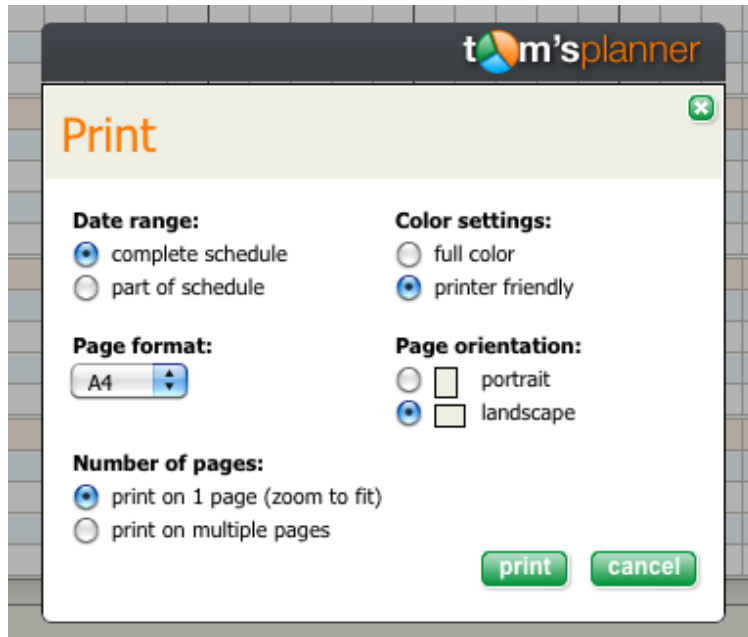 tom'splanner
Print
Date range:
complete schedule
part of schedule
Color settings:
full color
printer friendly
Page format:
A4
Page orientation:
portrait
landscape
Number of pages:
print on 1 page (zoom to fit)
print on multiple pages
print
cancel